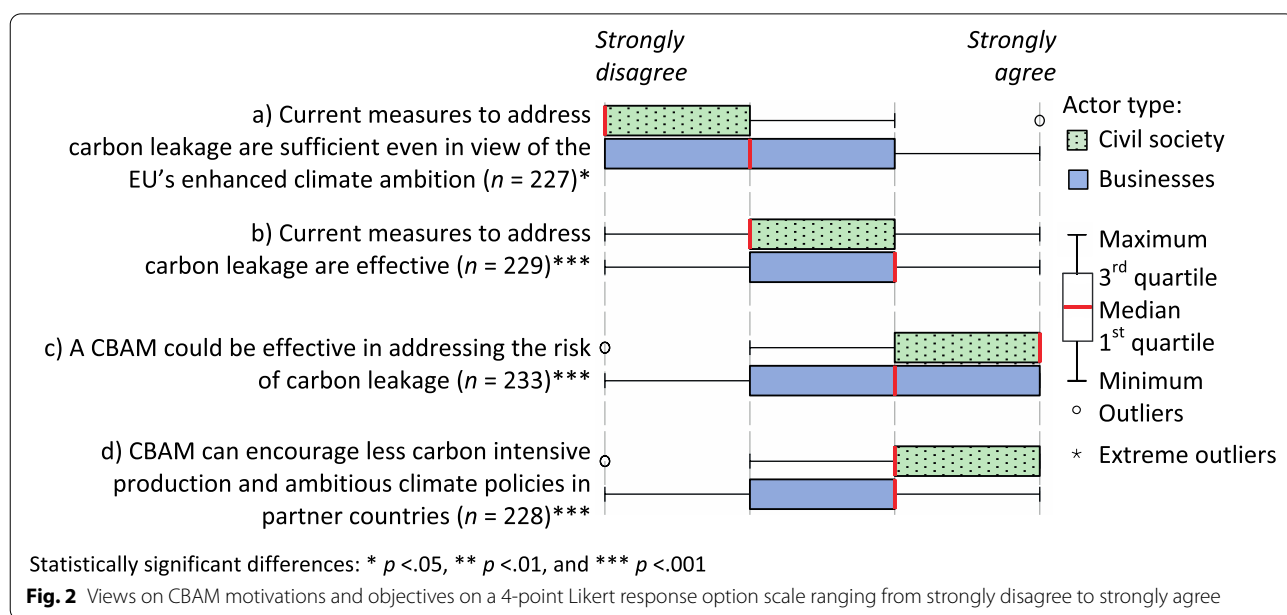 Strongly disagree
Strongly agree
a) Current measures to address
carbon leakage are sufficient even in view of the
EU's enhanced climate ambition (n = 227)*
b) Current measures to address
carbon leakage are effective (n = 229)***
c) A CBAM could be effective in addressing the risk
of carbon leakage (n = 233)***
d) CBAM can encourage less carbon intensive
production and ambitious climate policies in
partner countries (n = 228)***
Actor type:
Civil society
Businesses
Maximum
3rd quartile
Median
1st quartile
Minimum
Outliers
* Extreme outliers
Statistically significant differences: * p <.05, ** p <.01, and *** p <.001
Fig. 2 Views on CBAM motivations and objectives on a 4-point Likert response option scale ranging from strongly disagree to strongly agree